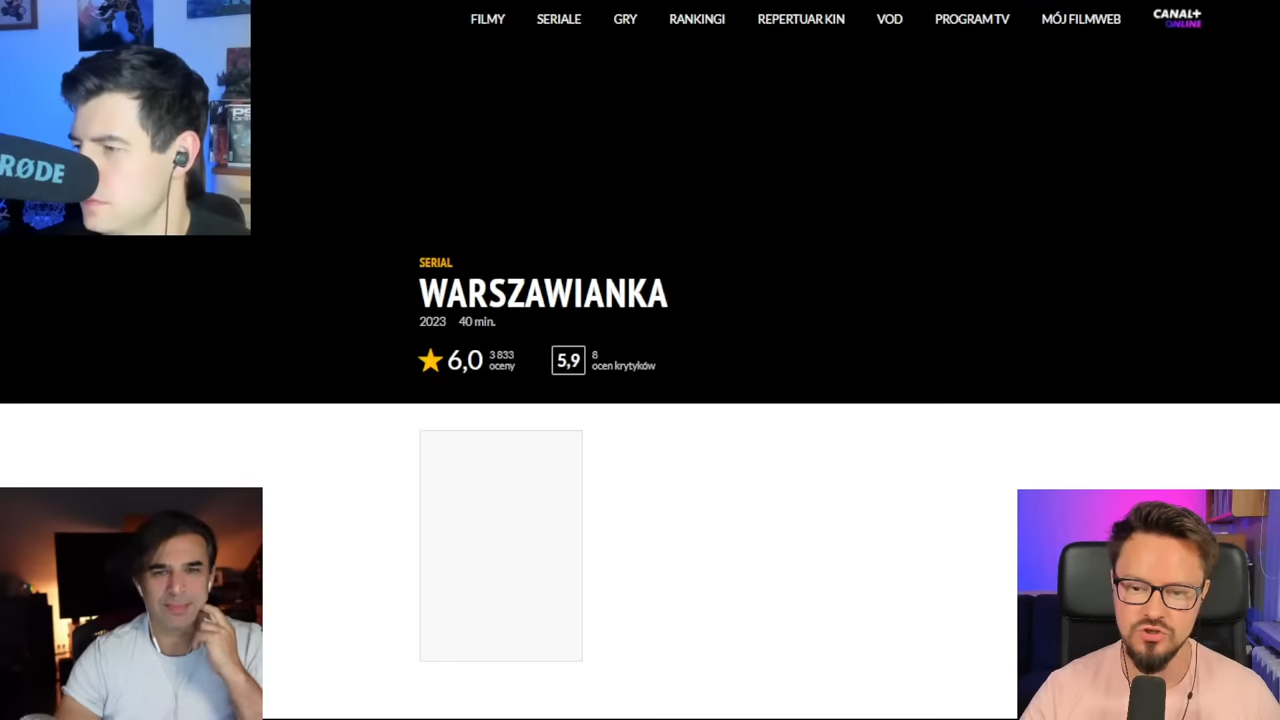 FILMY SERIALE GRY RANKINGI REPERTUAR KIN VOD PROGRAM TV MÓJ FILMWEB CANAL+ ONLINE
RØDE
SERIAL
WARSZAWIANKA
2023 40 min.
6,0 3 833 oceny
5,9 8 ocen krytyków